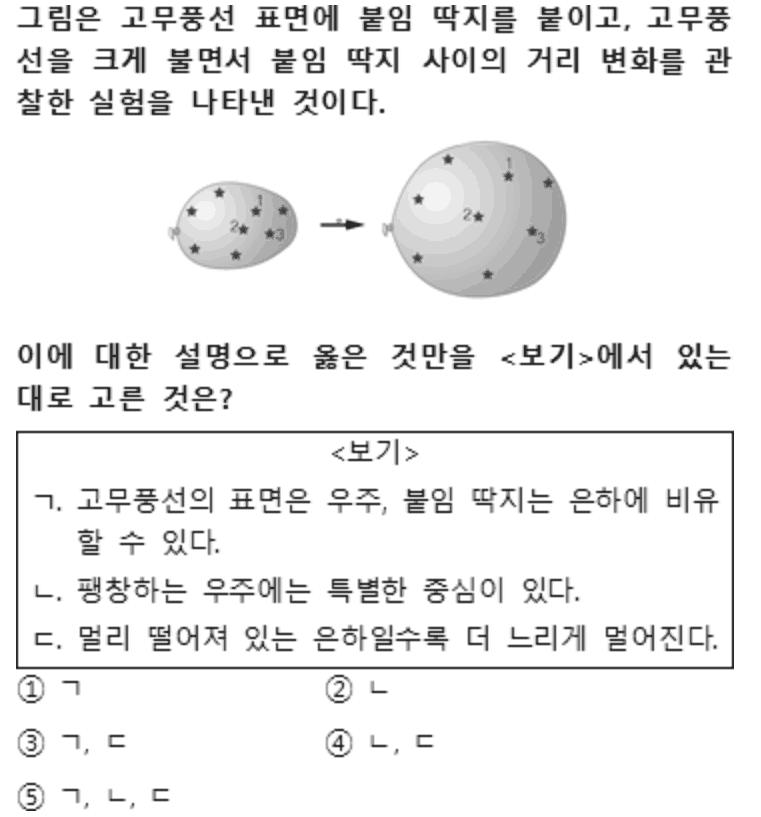 그림은 고무풍선 표면에 붙임 딱지를 붙이고, 고무풍
선을 크게 불면서 붙임 딱지 사이의 거리 변화를 관
찰한 실험을 나타낸 것이다.
1
2
3
1
2
3
이에 대한 설명으로 옳은 것만을 <보기>에서 있는
대로 고른 것은?
<보기>
ㄱ. 고무풍선의 표면은 우주, 붙임 딱지는 은하에 비유
할 수 있다.
ㄴ. 팽창하는 우주에는 특별한 중심이 있다.
ㄷ. 멀리 떨어져 있는 은하일수록 더 느리게 멀어진다.
① ㄱ ② ㄴ
③ ㄱ, ㄷ ④ ㄴ, ㄷ
⑤ ㄱ, ㄴ, ㄷ